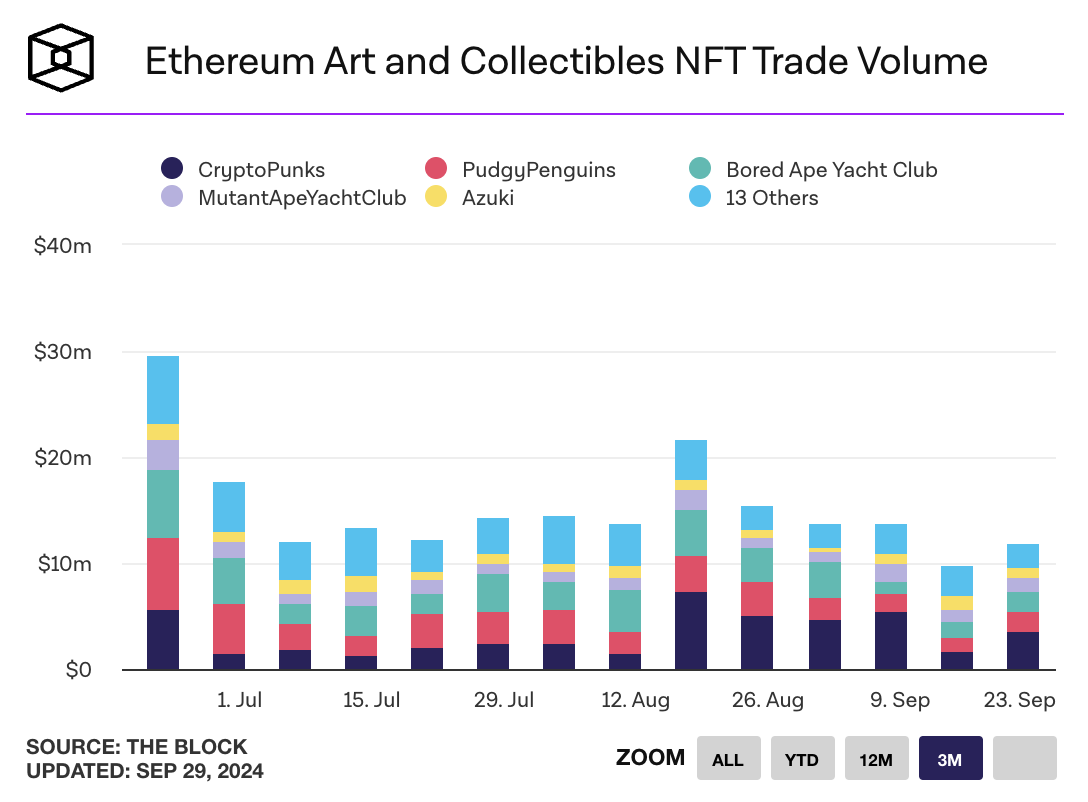 Ethereum Art and Collectibles NFT Trade Volume
CryptoPunks PudgyPenguins Bored Ape Yacht Club
MutantApeYachtClub Azuki 13 Others
$40m
$30m
$20m
$10m
$0
1. Jul 15. Jul 29. Jul 12. Aug 26. Aug 9. Sep 23. Sep
SOURCE: THE BLOCK
UPDATED: SEP 29, 2024
ZOOM ALL YTD 12M 3M